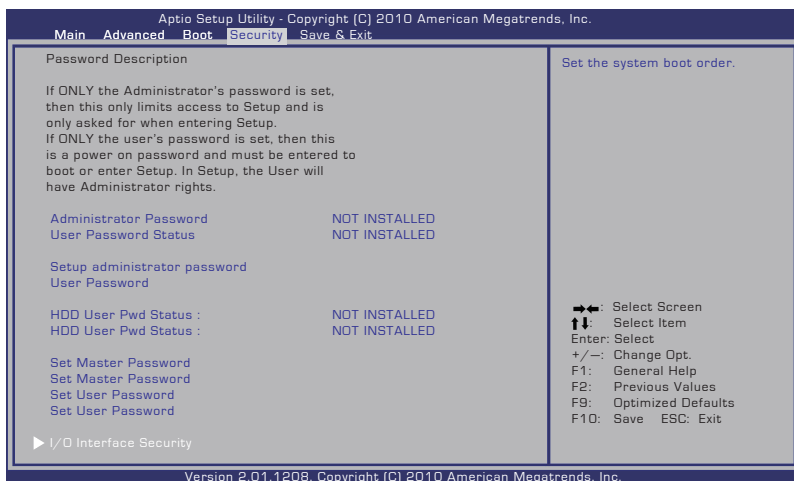 Aptio Setup Utility - Copyright (C) 2010 American Megatrends, Inc.
Main Advanced Boot Security Save & Exit
Password Description
If ONLY the Administrator's password is set,
then this only limits access to Setup and is
only asked for when entering Setup.
If ONLY the user's password is set, then this
is a power on password and must be entered to
boot or enter Setup. In Setup, the User will
have Administrator rights.
Administrator Password NOT INSTALLED
User Password Status NOT INSTALLED
Setup administrator password
User Password
HDD User Pwd Status : NOT INSTALLED
HDD User Pwd Status : NOT INSTALLED
Set Master Password
Set Master Password
Set User Password
Set User Password
▶ I/O Interface Security
Set the system boot order.
→←: Select Screen
↑↓: Select Item
Enter: Select
+/—: Change Opt.
F1: General Help
F2: Previous Values
F9: Optimized Defaults
F10: Save ESC: Exit
Version 2.01.1208. Copyright (C) 2010 American Megatrends, Inc.